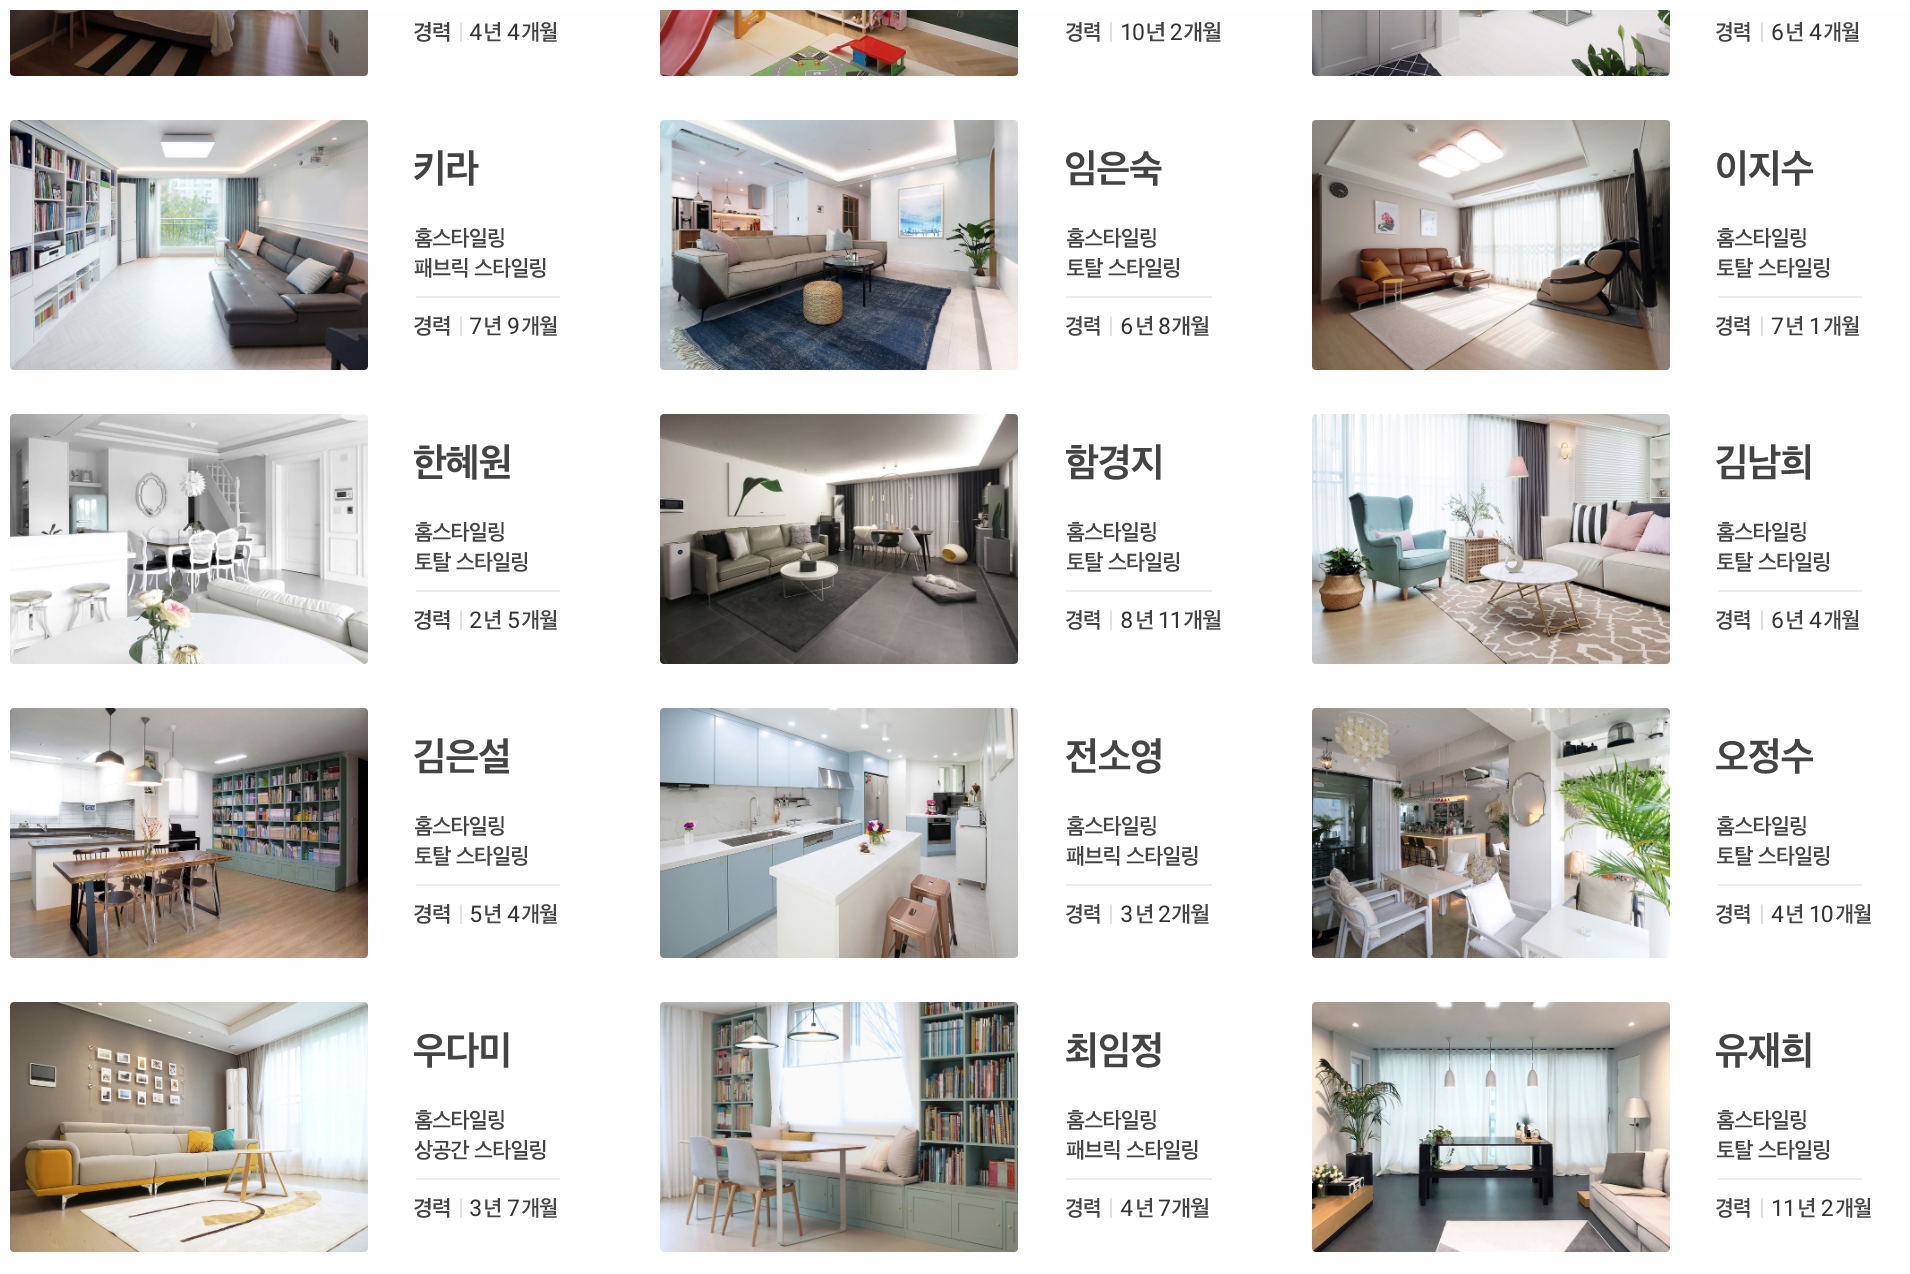 경력 | 4년 4개월
경력 | 10년 2개월
경력 | 6년 4개월
키라
홈스타일링
패브릭 스타일링
경력 | 7년 9개월
임은숙
홈스타일링
토탈 스타일링
경력 | 6년 8개월
이지수
홈스타일링
토탈 스타일링
경력 | 7년 1개월
한혜원
홈스타일링
토탈 스타일링
경력 | 2년 5개월
함경지
홈스타일링
토탈 스타일링
경력 | 8년 11개월
김남희
홈스타일링
토탈 스타일링
경력 | 6년 4개월
김은설
홈스타일링
토탈 스타일링
경력 | 5년 4개월
전소영
홈스타일링
패브릭 스타일링
경력 | 3년 2개월
오정수
홈스타일링
토탈 스타일링
경력 | 4년 10개월
우다미
홈스타일링
상공간 스타일링
경력 | 3년 7개월
최임정
홈스타일링
패브릭 스타일링
경력 | 4년 7개월
유재희
홈스타일링
토탈 스타일링
경력 | 11년 2개월